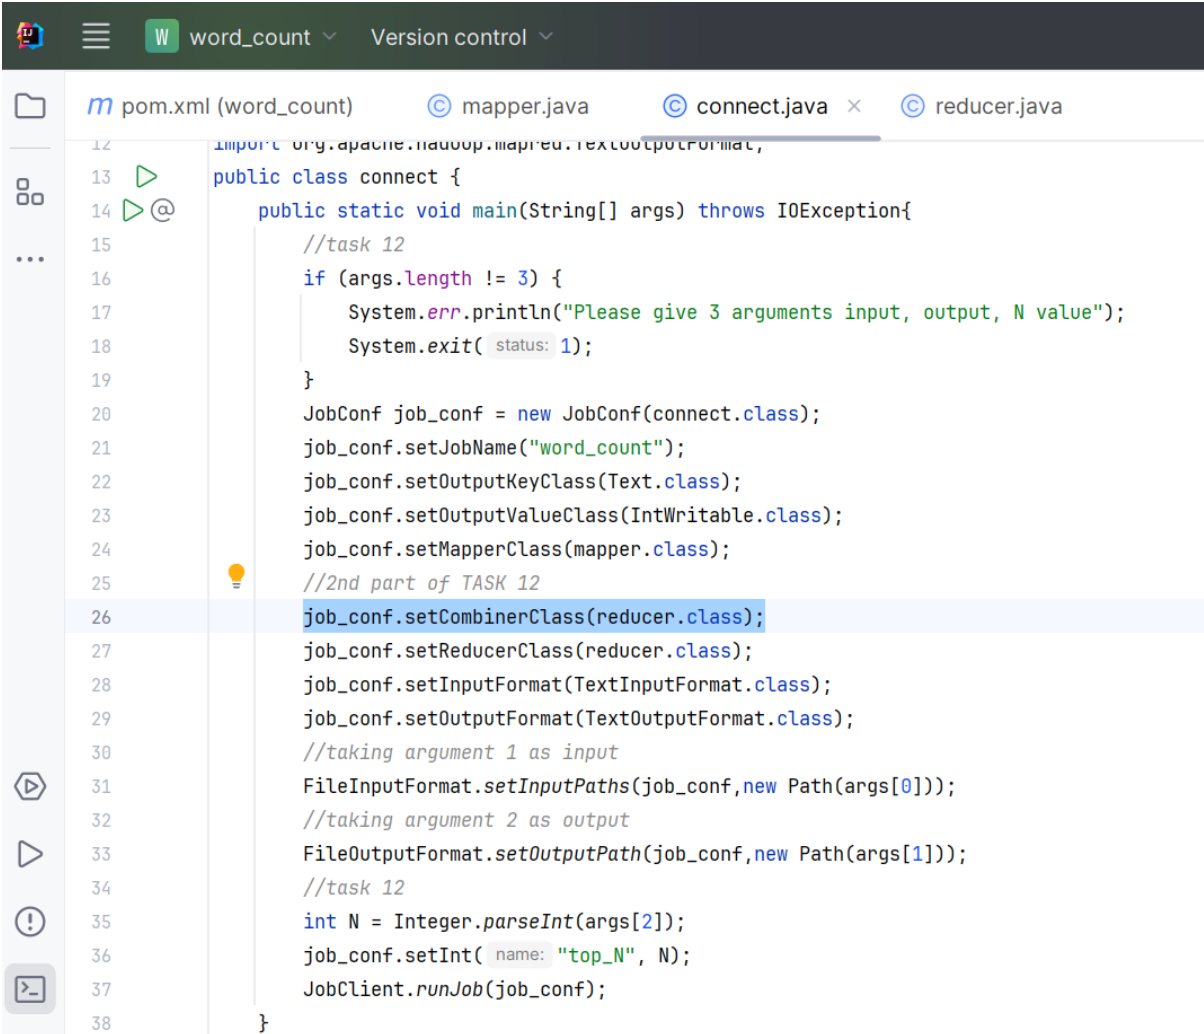 W word_count Version control
pom.xml (word_count) mapper.java connect.java reducer.java
12 import org.apache.hadoop.mapred.TextOutputFormat;
13 public class connect {
14 @ public static void main(String[] args) throws IOException{
15 //task 12
16 if (args.length != 3) {
17 System.err.println("Please give 3 arguments input, output, N value");
18 System.exit( status: 1);
19 }
20 JobConf job_conf = new JobConf(connect.class);
21 job_conf.setJobName("word_count");
22 job_conf.setOutputKeyClass(Text.class);
23 job_conf.setOutputValueClass(IntWritable.class);
24 job_conf.setMapperClass(mapper.class);
25 //2nd part of TASK 12
26 job_conf.setCombinerClass(reducer.class);
27 job_conf.setReducerClass(reducer.class);
28 job_conf.setInputFormat(TextInputFormat.class);
29 job_conf.setOutputFormat(TextOutputFormat.class);
30 //taking argument 1 as input
31 FileInputFormat.setInputPaths(job_conf,new Path(args[0]));
32 //taking argument 2 as output
33 FileOutputFormat.setOutputPath(job_conf,new Path(args[1]));
34 //task 12
35 int N = Integer.parseInt(args[2]);
36 job_conf.setInt( name: "top_N", N);
37 JobClient.runJob(job_conf);
38 }